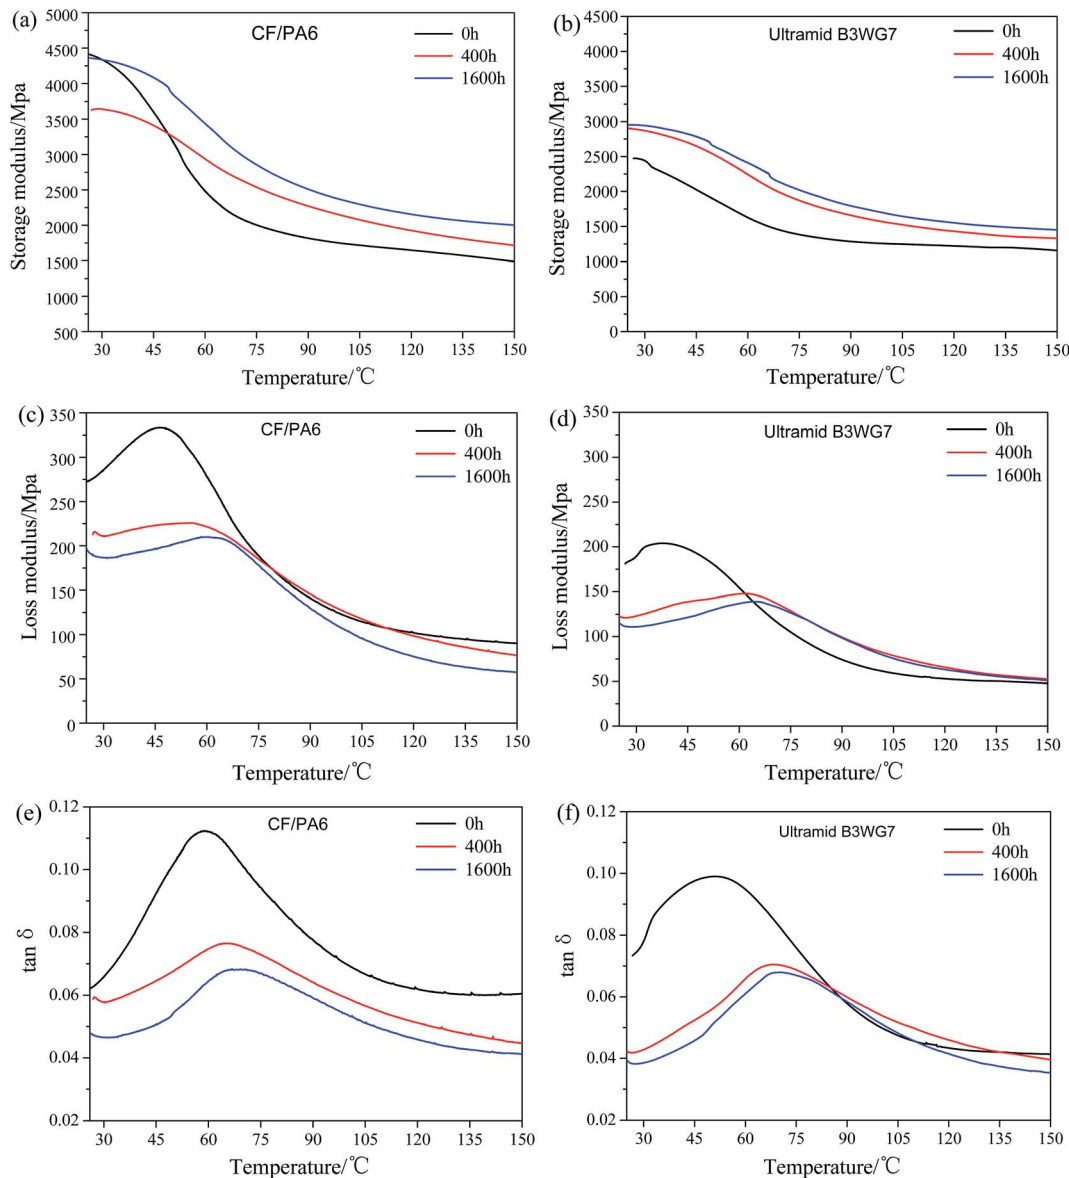 (a)
CF/PA6
0h
400h
1600h
5000
4500
4000
3500
3000
2500
2000
1500
1000
500
Storage modulus/Mpa
30 45 60 75 90 105 120 135 150
Temperature/℃
(b)
Ultramid B3WG7
0h
400h
1600h
4500
4000
3500
3000
2500
2000
1500
1000
500
0
Storage modulus/Mpa
30 45 60 75 90 105 120 135 150
Temperature/℃
(c)
CF/PA6
0h
400h
1600h
350
300
250
200
150
100
50
0
Loss modulus/Mpa
30 45 60 75 90 105 120 135 150
Temperature/℃
(d)
Ultramid B3WG7
0h
400h
1600h
350
300
250
200
150
100
50
0
Loss modulus/Mpa
30 45 60 75 90 105 120 135 150
Temperature/℃
(e)
CF/PA6
0h
400h
1600h
0.12
0.10
0.08
0.06
0.04
0.02
tan δ
30 45 60 75 90 105 120 135 150
Temperature/℃
(f)
Ultramid B3WG7
0h
400h
1600h
0.12
0.10
0.08
0.06
0.04
0.02
tan δ
30 45 60 75 90 105 120 135 150
Temperature/℃